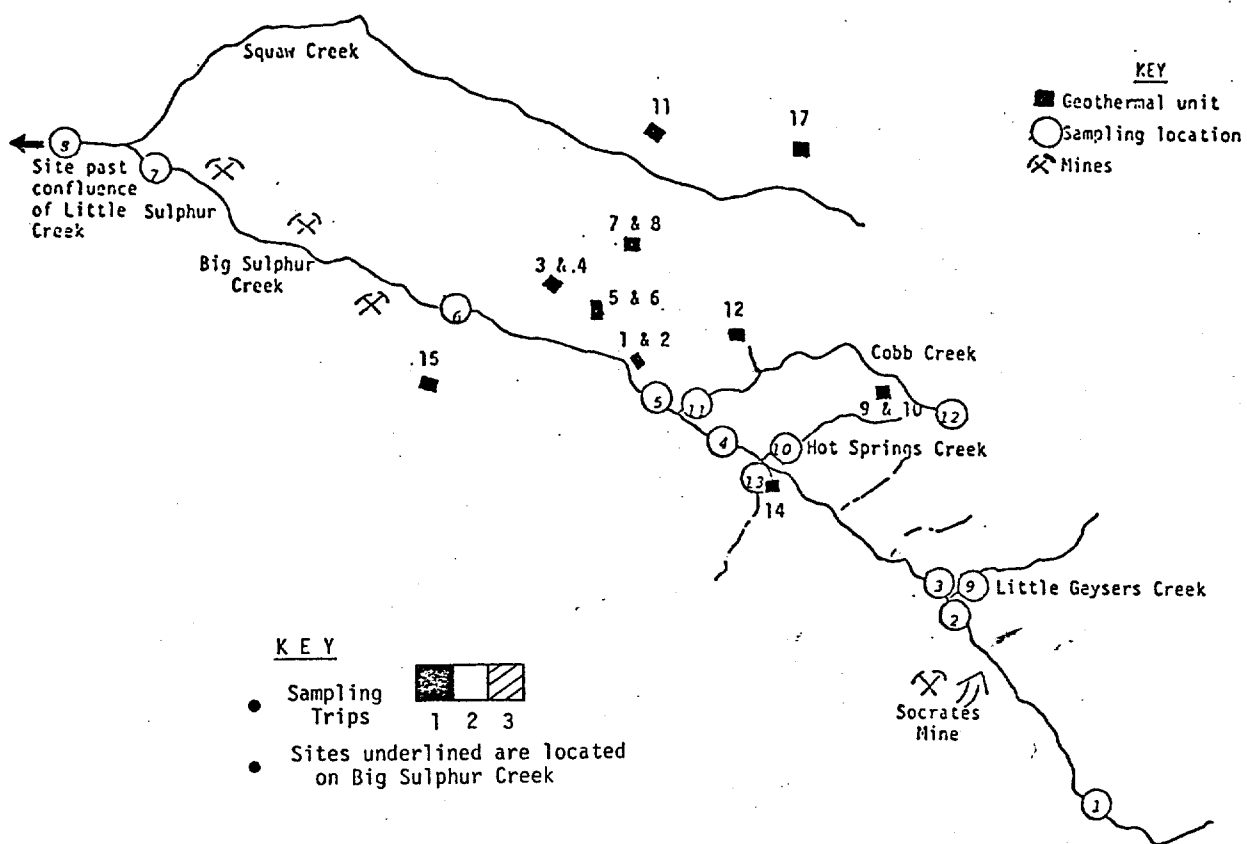 Squaw Creek
KEY
Geothermal unit
Sampling location
Mines
11
17
8
7
Site past
confluence
of Little Sulphur
Creek
Big Sulphur
Creek
7 & 8
3 & .4
5 & 6
6
1 & 2
12
.15
Cobb Creek
5
11
9 & 10
12
4
10
Hot Springs Creek
13
14
3
9
Little Geysers Creek
2
K E Y
Sampling
Trips
1 2 3
Sites underlined are located
on Big Sulphur Creek
Socrates
Mine
1